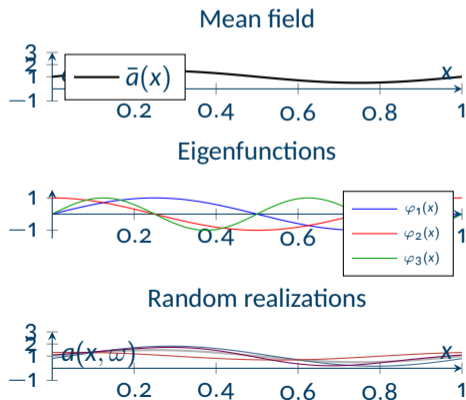 Mean field
3
2
1
−1
ā(x)
x
0.2 0.4 0.6 0.8 1
Eigenfunctions
1
−1
0.2 0.4 0.6 1
φ₁(x)
φ₂(x)
φ₃(x)
Random realizations
3
2
1
−1
a(x, ω)
x
0.2 0.4 0.6 0.8 1